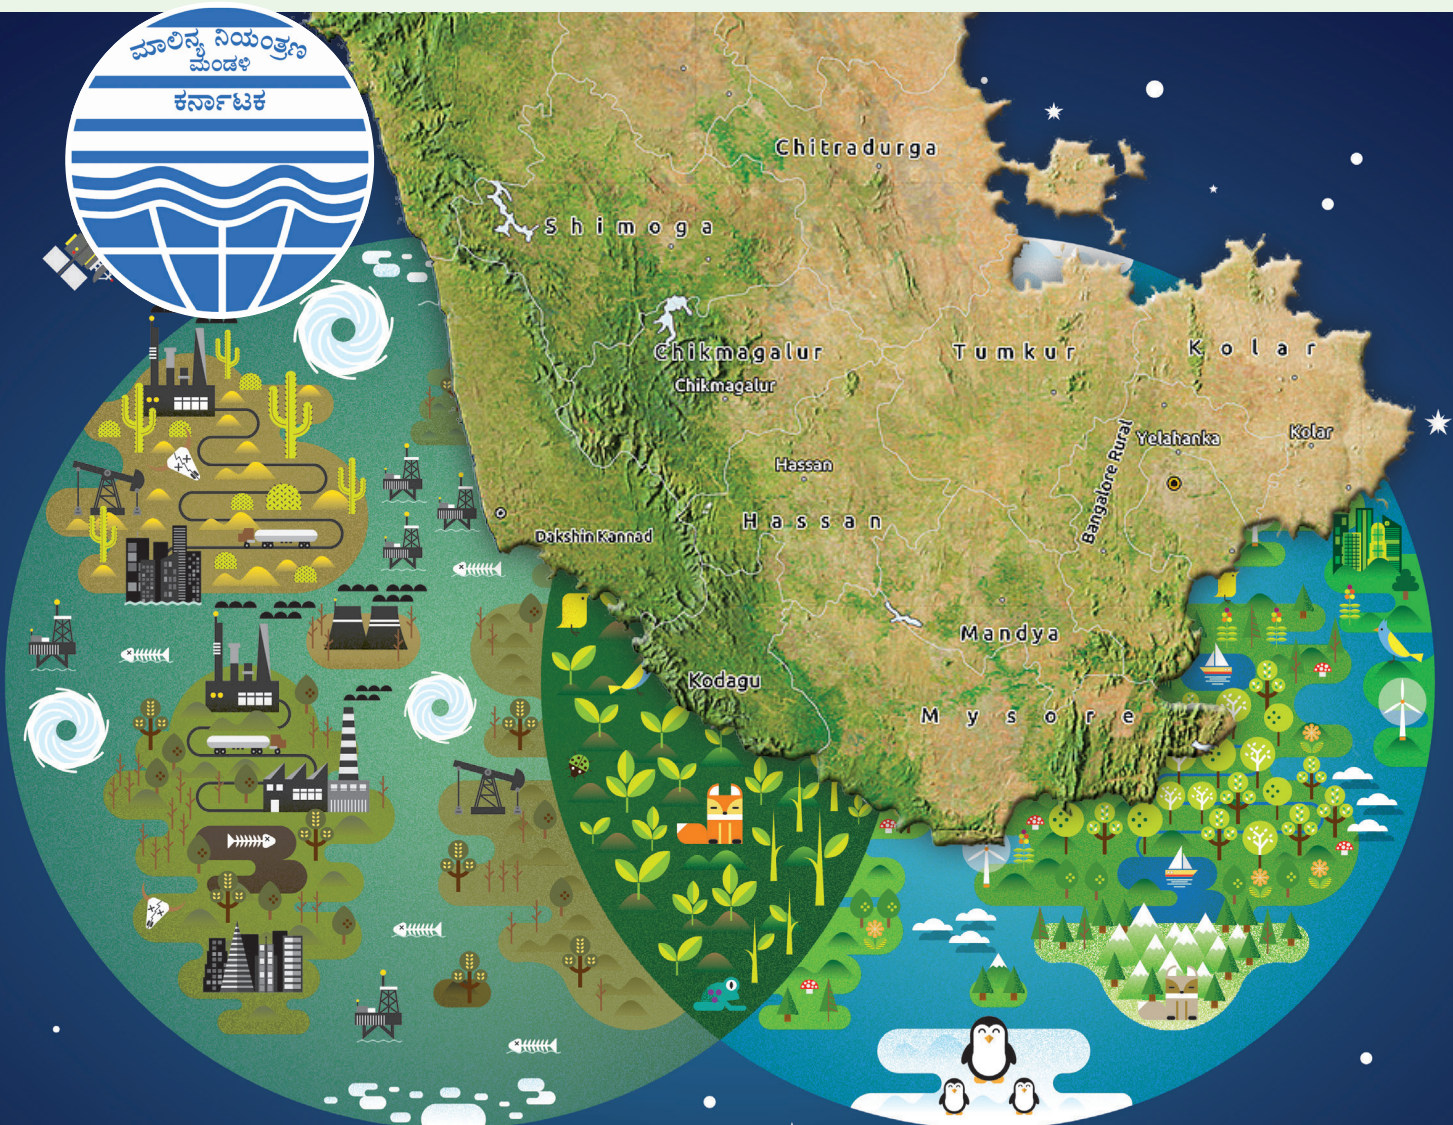 ಮಾಲಿನ್ಯ ನಿಯಂತ್ರಣ
ಮಂಡಳಿ
ಕರ್ನಾಟಕ
Chitradurga
Shimoga
Chikmagalur
Tumkur
Kolar
Chikmagalur
Bangalore Rural
Yelahanka
Kolar
Hassan
Hassan
Dakshin Kannad
Mandya
Kodagu
Mysore